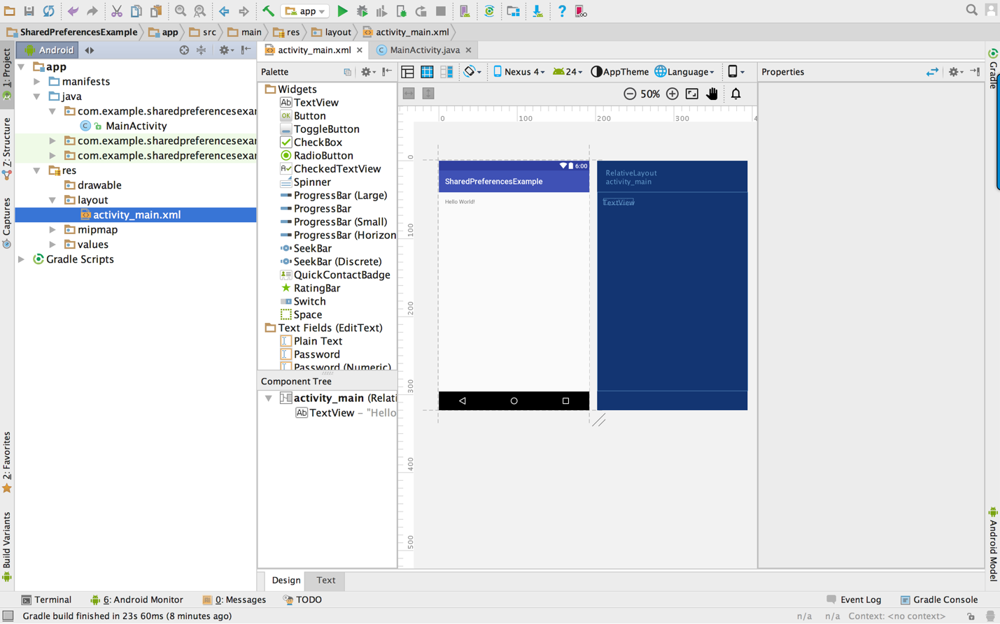 app
SharedPreferencesExample
app
src
main
res
layout
activity_main.xml
1: Project
Z: Structure
Captures
2: Favorites
Build Variants
Android
app
manifests
java
com.example.sharedpreferencesexar
MainActivity
com.example.sharedpreferencesexar
com.example.sharedpreferencesexar
res
drawable
layout
activity_main.xml
mipmap
values
Gradle Scripts
activity_main.xml
MainActivity.java
Palette
Widgets
Ab TextView
OK Button
ToggleButton
CheckBox
RadioButton
CheckedTextView
Spinner
ProgressBar (Large)
ProgressBar
ProgressBar (Small)
ProgressBar (Horizon
SeekBar
SeekBar (Discrete)
QuickContactBadge
RatingBar
Switch
Space
Text Fields (EditText)
Plain Text
Password
Password (Numeric)
Component Tree
activity_main (Relati
Ab TextView – "Hello
Nexus 4
24
AppTheme
Language
50%
0 100 200 300 4
0
100
200
300
400
500
6:00
SharedPreferencesExample
Hello World!
RelativeLayout
activity_main
TextView
Properties
Gradle
Android Model
Design
Text
Terminal
6: Android Monitor
0: Messages
TODO
Event Log
Gradle Console
Gradle build finished in 23s 60ms (8 minutes ago)
n/a
n/a
Context: <no context>